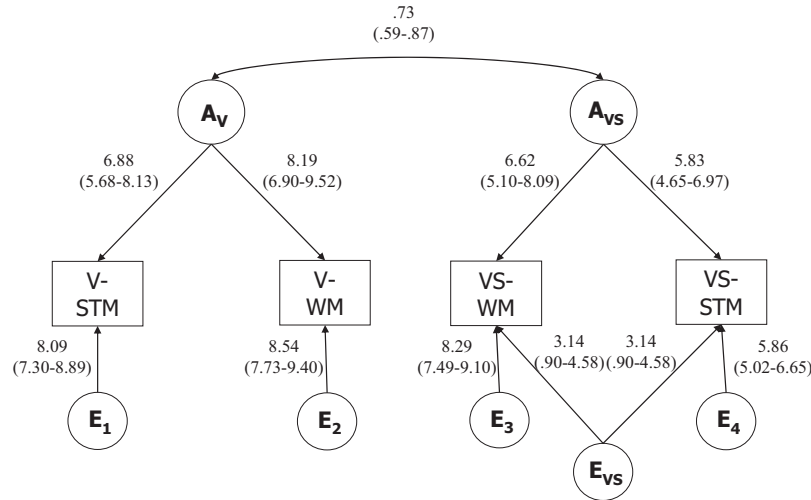 .73
(.59-.87)
A_V
A_VS
6.88
(5.68-8.13)
8.19
(6.90-9.52)
6.62
(5.10-8.09)
5.83
(4.65-6.97)
V-
STM
V-
WM
VS-
WM
VS-
STM
8.09
(7.30-8.89)
8.54
(7.73-9.40)
8.29
(7.49-9.10)
3.14
(.90-4.58)
3.14
(.90-4.58)
5.86
(5.02-6.65)
E_1
E_2
E_3
E_4
E_VS